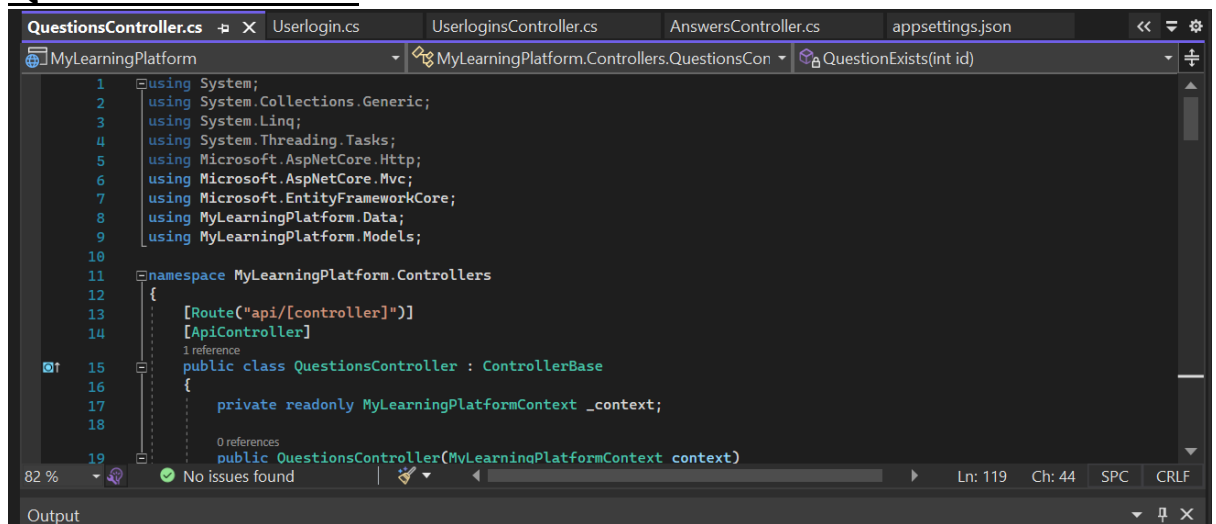 QuestionsController.cs Userlogin.cs UserloginsController.cs AnswersController.cs appsettings.json
MyLearningPlatform MyLearningPlatform.Controllers.QuestionsCon QuestionExists(int id)
1 using System;
2 using System.Collections.Generic;
3 using System.Linq;
4 using System.Threading.Tasks;
5 using Microsoft.AspNetCore.Http;
6 using Microsoft.AspNetCore.Mvc;
7 using Microsoft.EntityFrameworkCore;
8 using MyLearningPlatform.Data;
9 using MyLearningPlatform.Models;
10
11 namespace MyLearningPlatform.Controllers
12 {
13 [Route("api/[controller]")]
14 [ApiController]
1 reference
15 public class QuestionsController : ControllerBase
16 {
17 private readonly MyLearningPlatformContext _context;
18
0 references
19 public QuestionsController(MyLearningPlatformContext context)
82 % No issues found Ln: 119 Ch: 44 SPC CRLF
Output